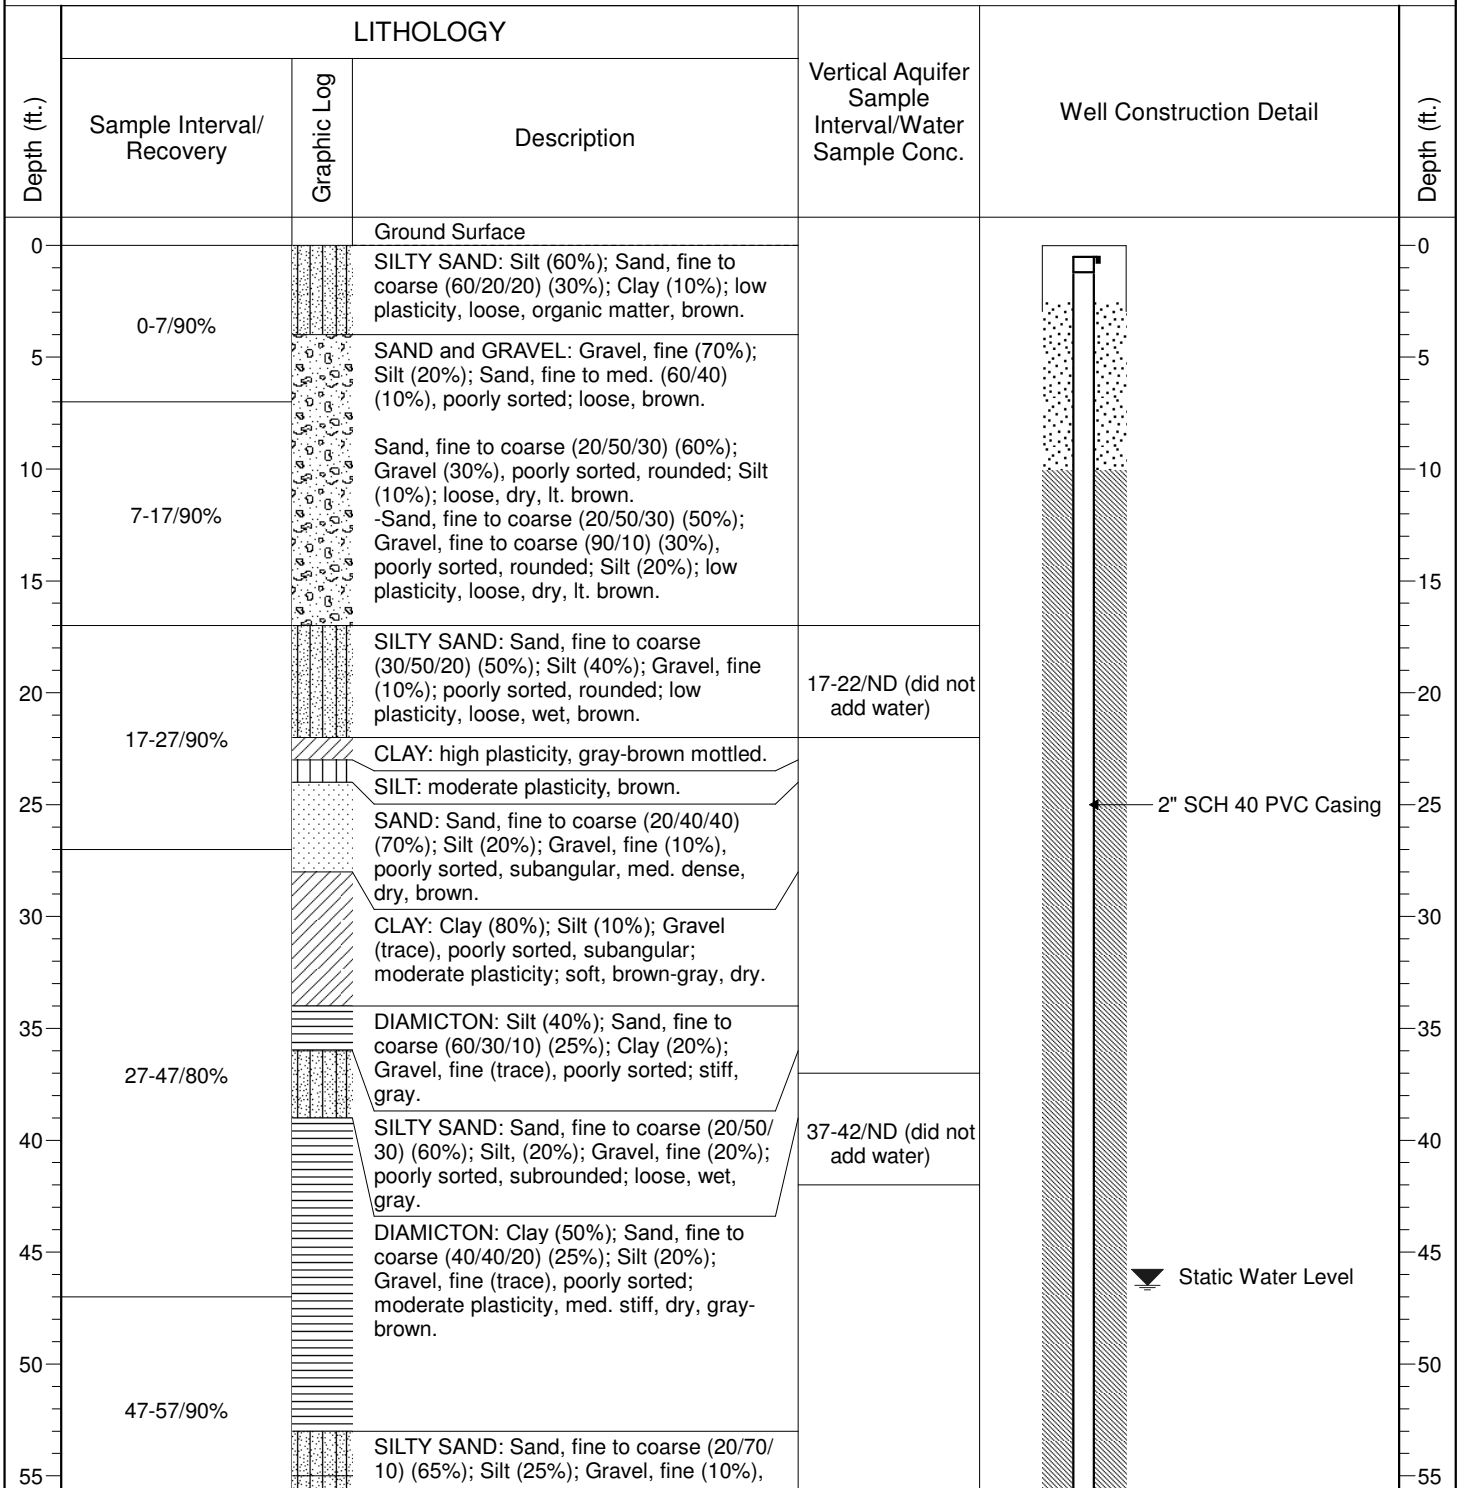 LITHOLOGY
Depth (ft.)
Sample Interval/
Recovery
Graphic Log
Description
Vertical Aquifer
Sample
Interval/Water
Sample Conc.
Well Construction Detail
Depth (ft.)
Ground Surface
0
0
SILTY SAND: Silt (60%); Sand, fine to
coarse (60/20/20) (30%); Clay (10%); low
plasticity, loose, organic matter, brown.
0-7/90%
5
SAND and GRAVEL: Gravel, fine (70%);
Silt (20%); Sand, fine to med. (60/40)
(10%), poorly sorted; loose, brown.
5
Sand, fine to coarse (20/50/30) (60%);
Gravel (30%), poorly sorted, rounded; Silt
(10%); loose, dry, lt. brown.
10
10
-Sand, fine to coarse (20/50/30) (50%);
Gravel, fine to coarse (90/10) (30%),
poorly sorted, rounded; Silt (20%); low
plasticity, loose, dry, lt. brown.
7-17/90%
15
15
SILTY SAND: Sand, fine to coarse
(30/50/20) (50%); Silt (40%); Gravel, fine
(10%); poorly sorted, rounded; low
plasticity, loose, wet, brown.
17-22/ND (did not
add water)
20
20
17-27/90%
CLAY: high plasticity, gray-brown mottled.
SILT: moderate plasticity, brown.
25
2" SCH 40 PVC Casing
25
SAND: Sand, fine to coarse (20/40/40)
(70%); Silt (20%); Gravel, fine (10%),
poorly sorted, subangular, med. dense,
dry, brown.
30
30
CLAY: Clay (80%); Silt (10%); Gravel
(trace), poorly sorted, subangular;
moderate plasticity; soft, brown-gray, dry.
35
35
DIAMICTON: Silt (40%); Sand, fine to
coarse (60/30/10) (25%); Clay (20%);
Gravel, fine (trace), poorly sorted; stiff,
gray.
27-47/80%
SILTY SAND: Sand, fine to coarse (20/50/
30) (60%); Silt, (20%); Gravel, fine (20%);
poorly sorted, subrounded; loose, wet,
gray.
37-42/ND (did not
add water)
40
40
DIAMICTON: Clay (50%); Sand, fine to
coarse (40/40/20) (25%); Silt (20%);
Gravel, fine (trace), poorly sorted;
moderate plasticity, med. stiff, dry, gray-
brown.
45
45
Static Water Level
50
50
47-57/90%
SILTY SAND: Sand, fine to coarse (20/70/
10) (65%); Silt (25%); Gravel, fine (10%),
55
55